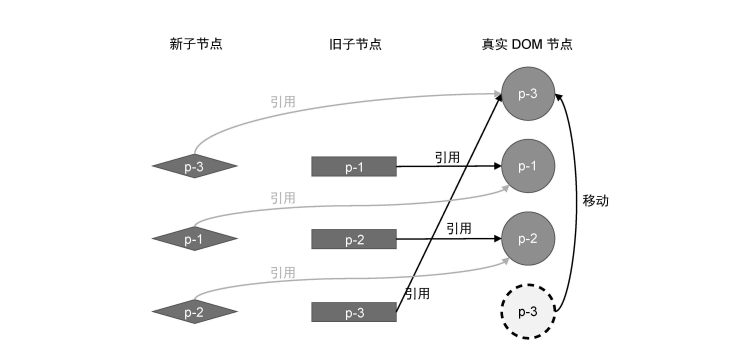 新子节点 旧子节点 真实 DOM 节点
引用 p-3
p-3 p-1 引用 p-1
引用 移动
p-1 p-2 引用 p-2
引用 引用
p-2 p-3 p-3